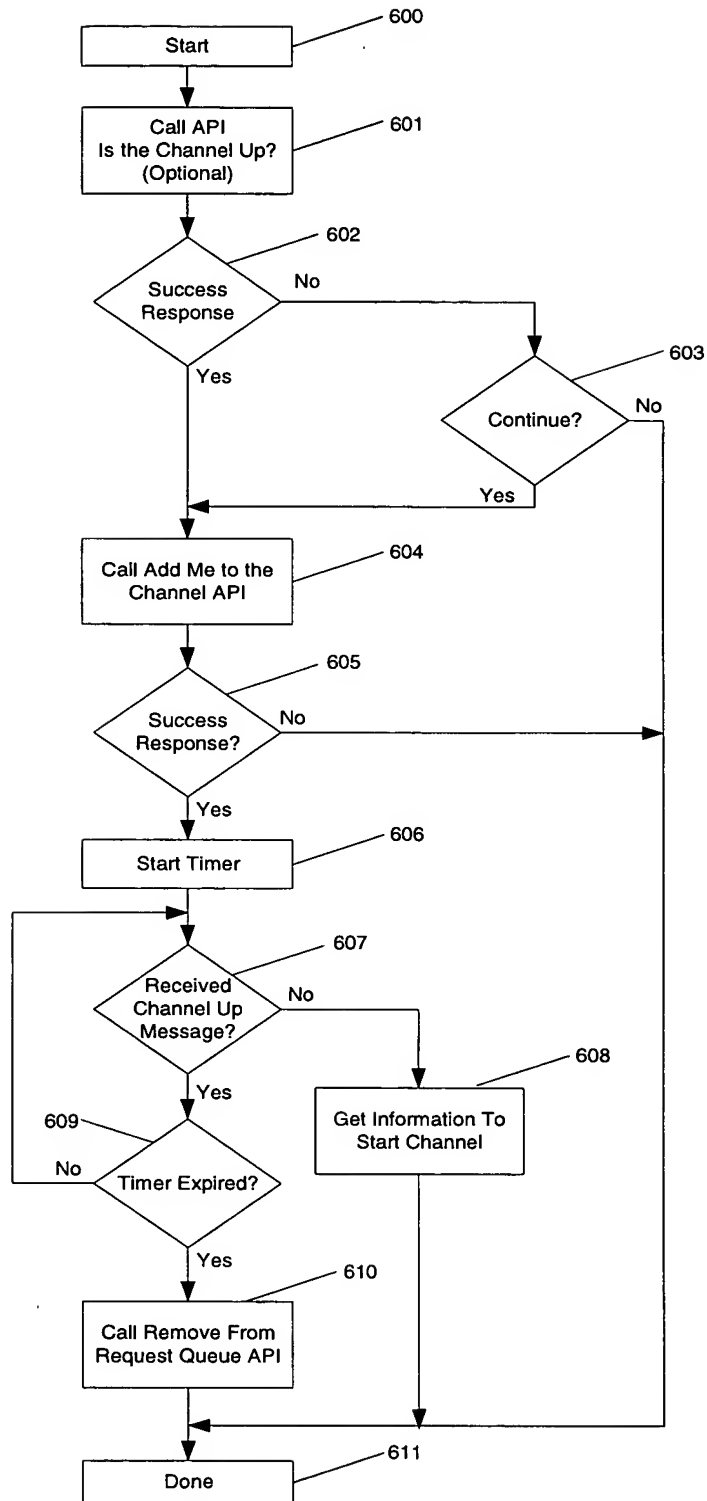 600
Start
Call API
Is the Channel Up?
(Optional)
601
602
Success
Response
No
Yes
603
Continue?
No
Yes
604
Call Add Me to the
Channel API
605
Success
Response?
No
Yes
606
Start Timer
607
Received
Channel Up
Message?
No
Yes
608
Get Information To
Start Channel
609
No
Timer Expired?
Yes
610
Call Remove From
Request Queue API
611
Done